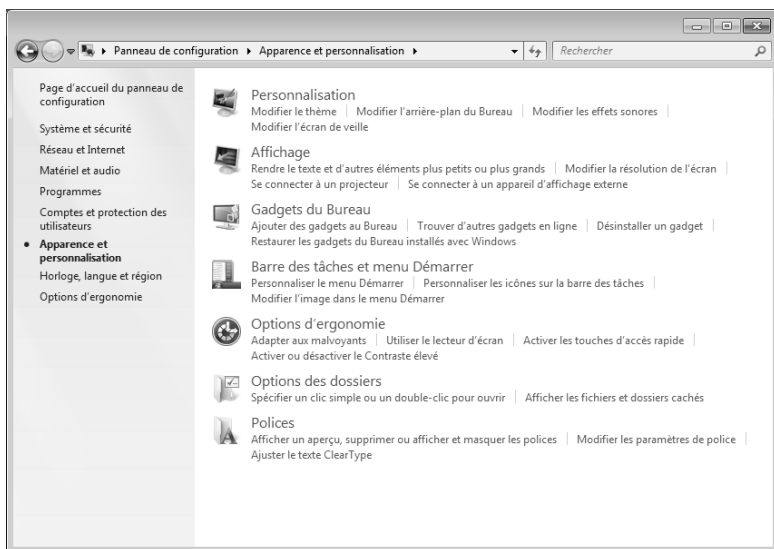 Panneau de configuration Apparence et personnalisation
Rechercher
Page d'accueil du panneau de
configuration
Système et sécurité
Réseau et Internet
Matériel et audio
Programmes
Comptes et protection des
utilisateurs
Apparence et
personnalisation
Horloge, langue et région
Options d'ergonomie
Personnalisation
Modifier le thème Modifier l'arrière-plan du Bureau Modifier les effets sonores
Modifier l'écran de veille
Affichage
Rendre le texte et d'autres éléments plus petits ou plus grands Modifier la résolution de l'écran
Se connecter à un projecteur Se connecter à un appareil d'affichage externe
Gadgets du Bureau
Ajouter des gadgets au Bureau Trouver d'autres gadgets en ligne Désinstaller un gadget
Restaurer les gadgets du Bureau installés avec Windows
Barre des tâches et menu Démarrer
Personnaliser le menu Démarrer Personnaliser les icônes sur la barre des tâches
Modifier l'image dans le menu Démarrer
Options d'ergonomie
Adapter aux malvoyants Utiliser le lecteur d'écran Activer les touches d'accès rapide
Activer ou désactiver le Contraste élevé
Options des dossiers
Spécifier un clic simple ou un double-clic pour ouvrir Afficher les fichiers et dossiers cachés
Polices
Afficher un aperçu, supprimer ou afficher et masquer les polices Modifier les paramètres de police
Ajuster le texte ClearType